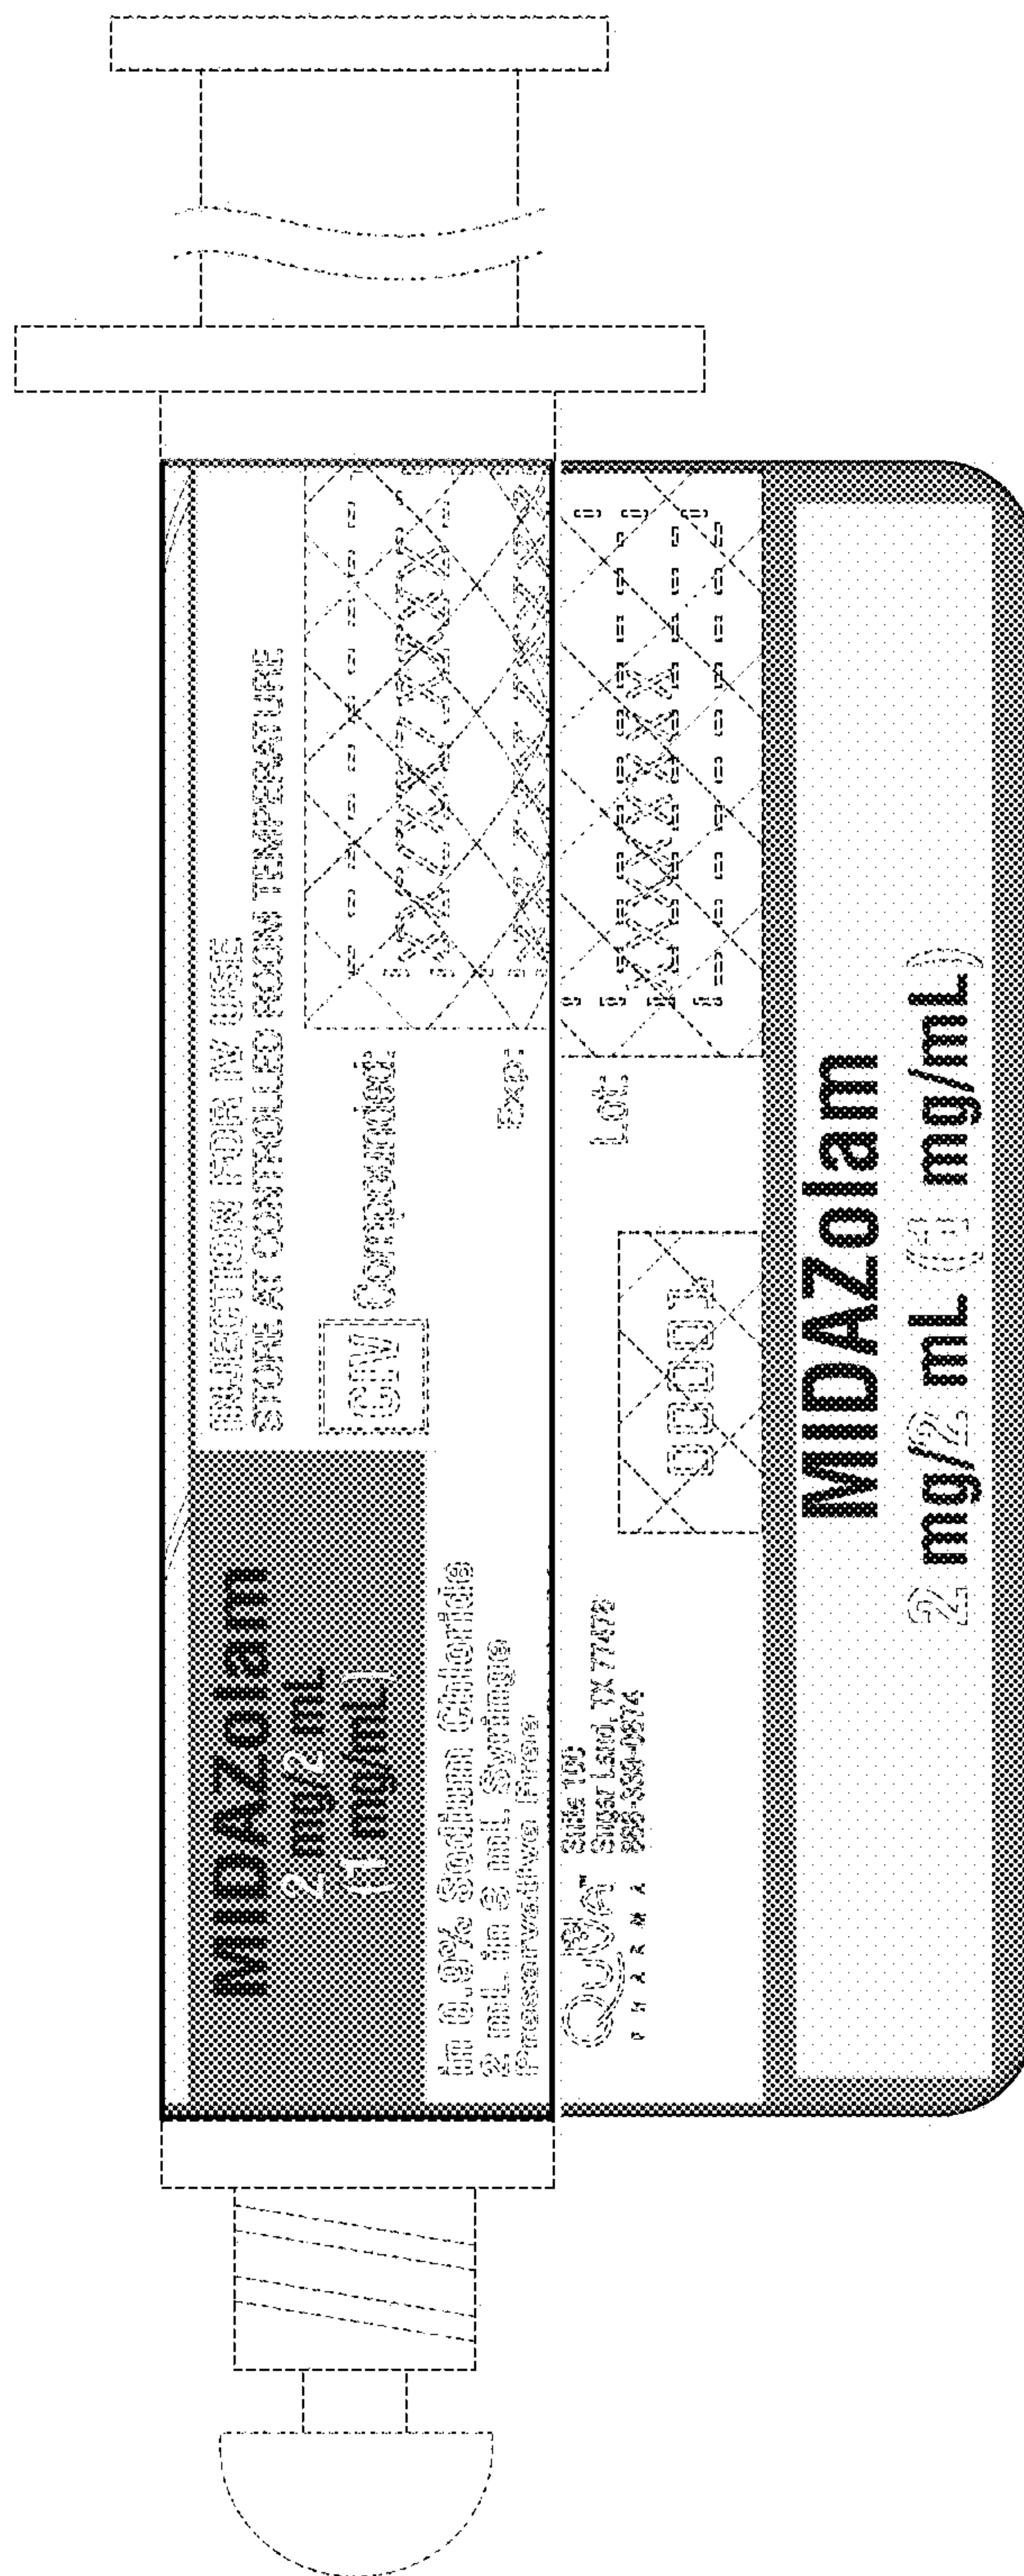 MIDAZolam
2 mg/2 mL
(1 mg/mL)
INJECTION FOR IV USE
STORE AT CONTROLLED ROOM TEMPERATURE
CIV
Compounded:
Exp:
in 0.9% Sodium Chloride
2 mL in 3 mL Syringe
Preservative Free
QuVa™
PHARMA
Suite 100
Sugar Land, TX 77478
Lot:
MIDAZolam
2 mg/2 mL (1 mg/mL)